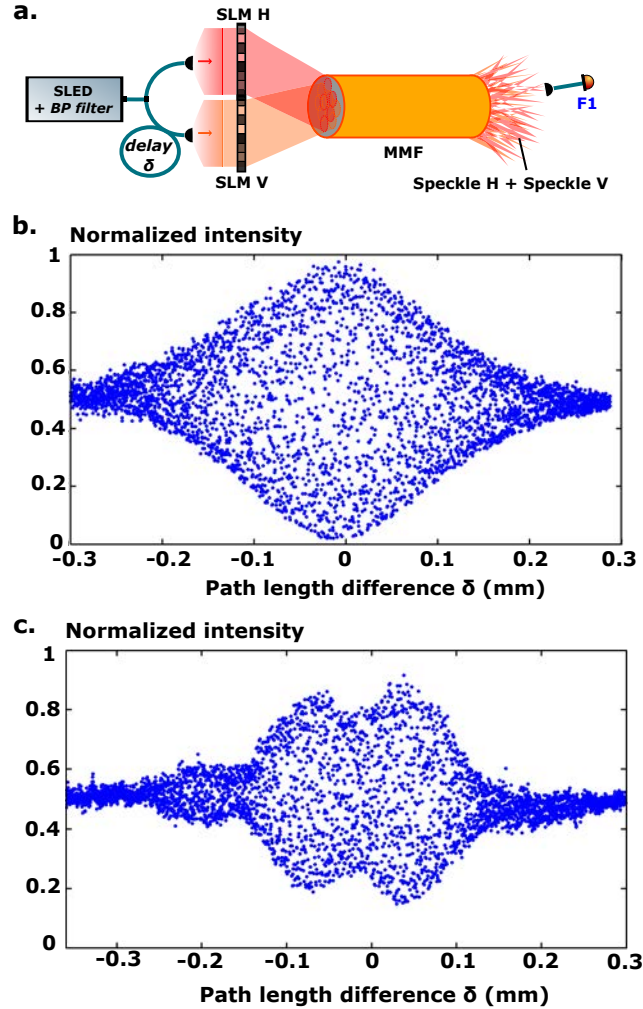 a.
SLM H
SLED
+ BP filter
delay
δ
SLM V
MMF
F1
Speckle H + Speckle V
b.
Normalized intensity
1
0.8
0.6
0.4
0.2
0
-0.3
-0.2
-0.1
0
0.1
0.2
0.3
Path length difference δ (mm)
c.
Normalized intensity
1
0.8
0.6
0.4
0.2
0
-0.3
-0.2
-0.1
0
0.1
0.2
0.3
Path length difference δ (mm)